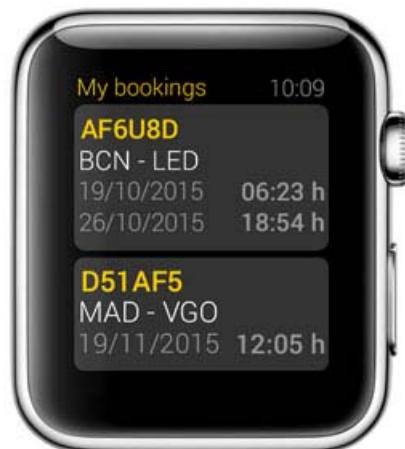 My bookings 10:09
AF6U8D
BCN - LED
19/10/2015 06:23 h
26/10/2015 18:54 h
D51AF5
MAD - VGO
19/11/2015 12:05 h